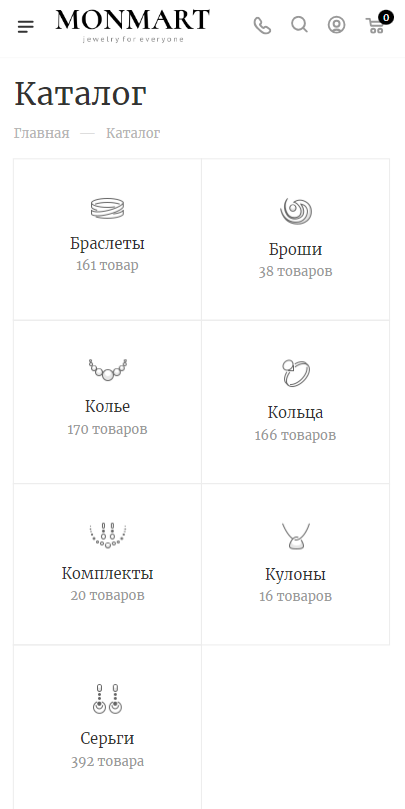 MONMART
jewelry for everyone
0
Каталог
Главная — Каталог
Браслеты
161 товар
Броши
38 товаров
Колье
170 товаров
Кольца
166 товаров
Комплекты
20 товаров
Кулоны
16 товаров
Серьги
392 товара